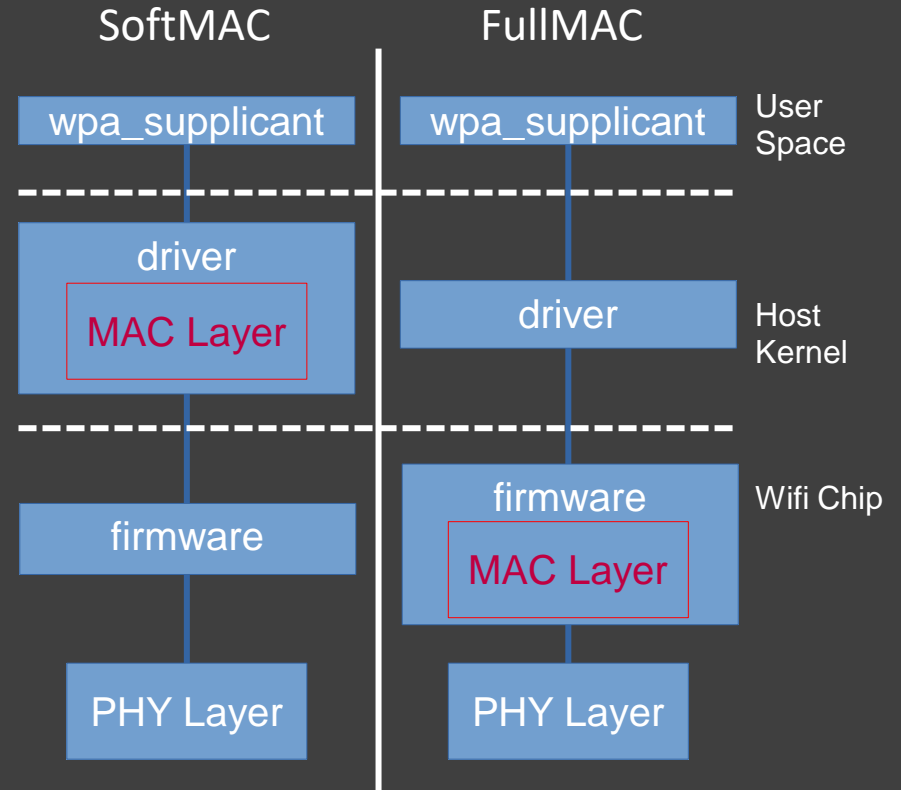 SoftMAC
FullMAC
wpa_supplicant
wpa_supplicant
User
Space
driver
MAC Layer
driver
Host
Kernel
firmware
firmware
MAC Layer
Wifi Chip
PHY Layer
PHY Layer